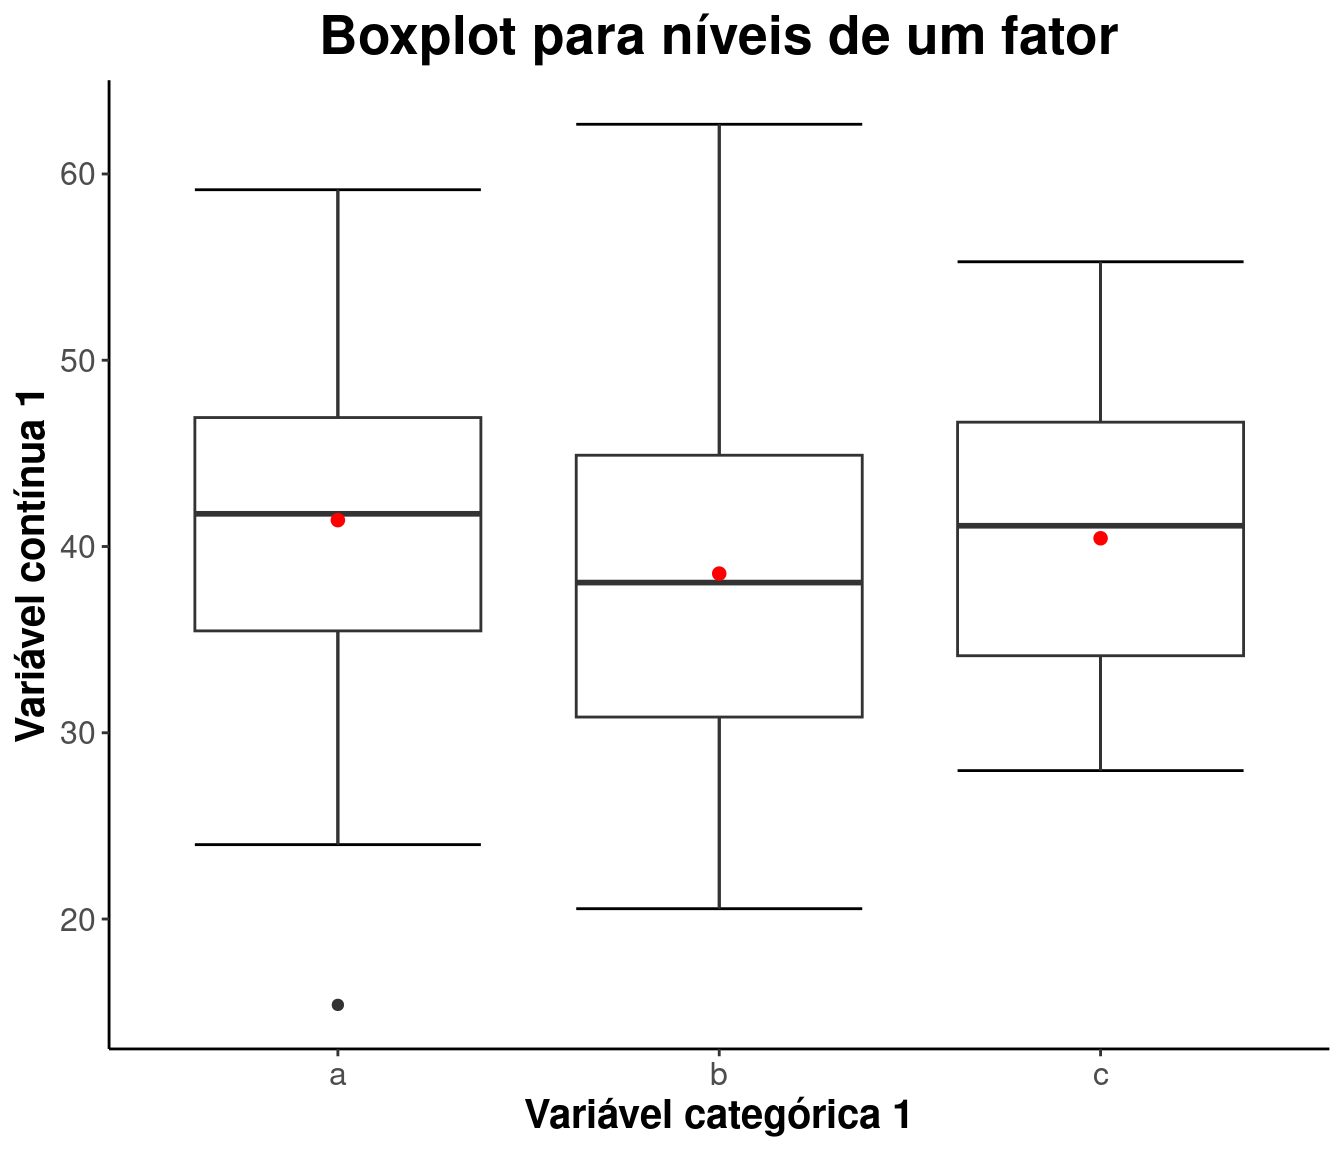 Boxplot para níveis de um fator
Variável contínua 1
60
50
40
30
20
a b c
Variável categórica 1